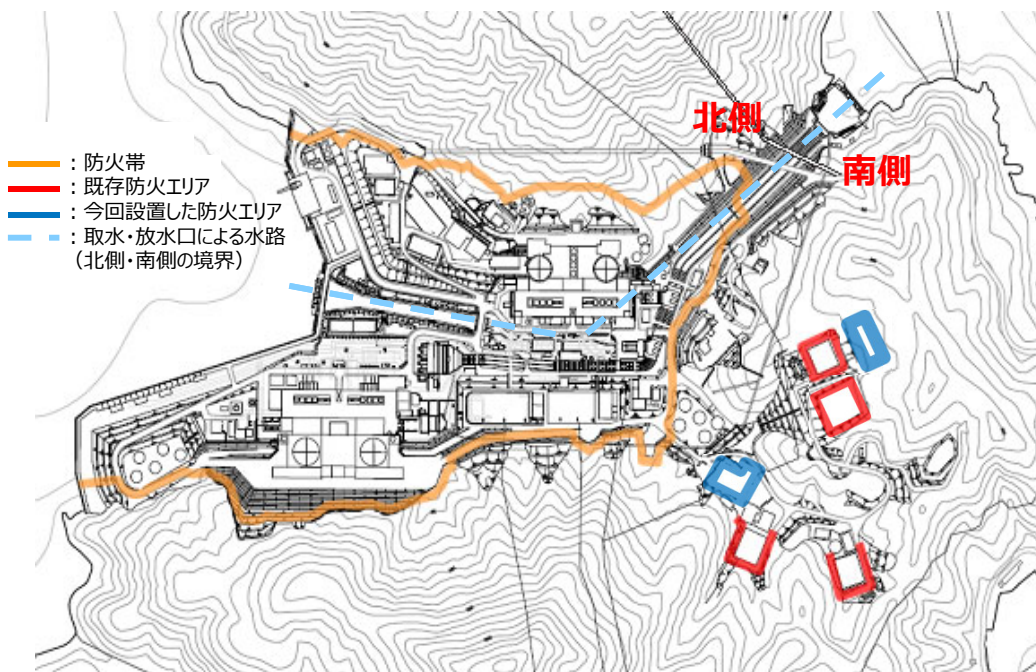 北側
南側
：防火帯
：既存防火エリア
：今回設置した防火エリア
：取水・放水口による水路
（北側・南側の境界）